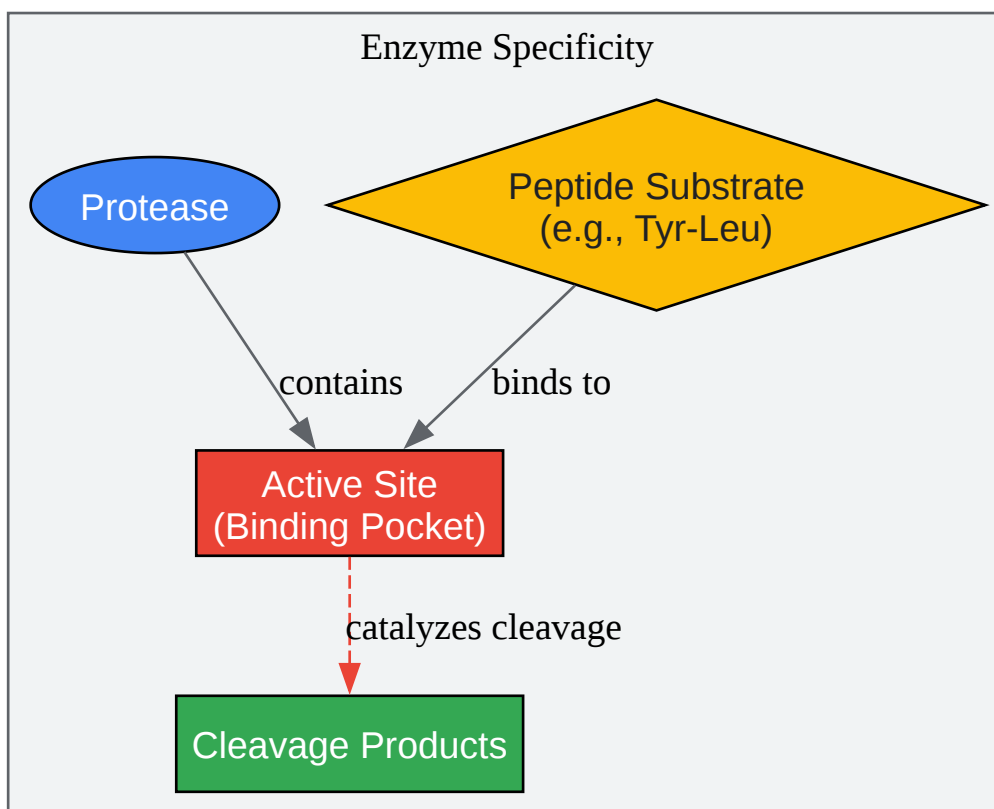 Enzyme Specificity
Protease
Peptide Substrate
(e.g., Tyr-Leu)
contains
binds to
Active Site
(Binding Pocket)
catalyzes cleavage
Cleavage Products